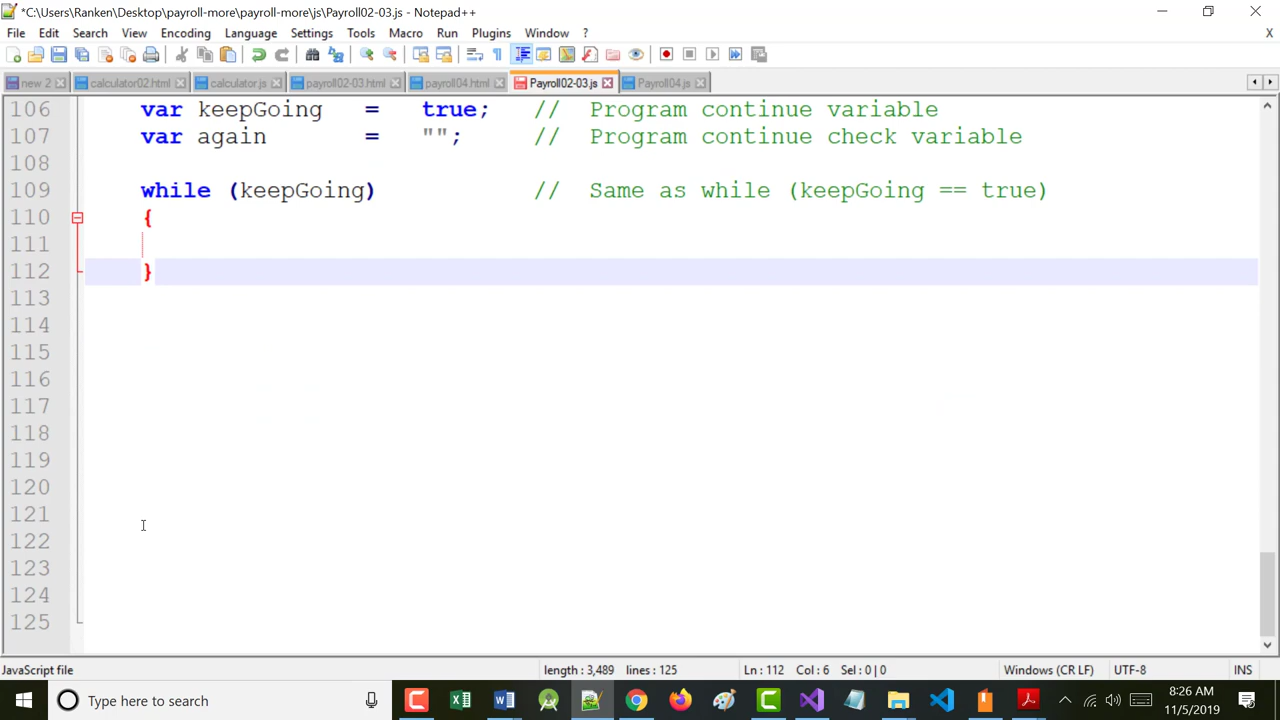 *C:\Users\Ranken\Desktop\payroll-more\payroll-more\js\Payroll02-03.js - Notepad++
File Edit Search View Encoding Language Settings Tools Macro Run Plugins Window ? X
new 2 calculator02.html calculator.js payroll02-03.html payroll04.html Payroll02-03.js Payroll04.js
106 var keepGoing = true; // Program continue variable
107 var again = ""; // Program continue check variable
108
109 while (keepGoing) // Same as while (keepGoing == true)
110 {
111
112 }
113
114
115
116
117
118
119
120
121
122
123
124
125
JavaScript file length : 3,489 lines : 125 Ln : 112 Col : 6 Sel : 0 | 0 Windows (CR LF) UTF-8 INS
Type here to search 8:26 AM
11/5/2019